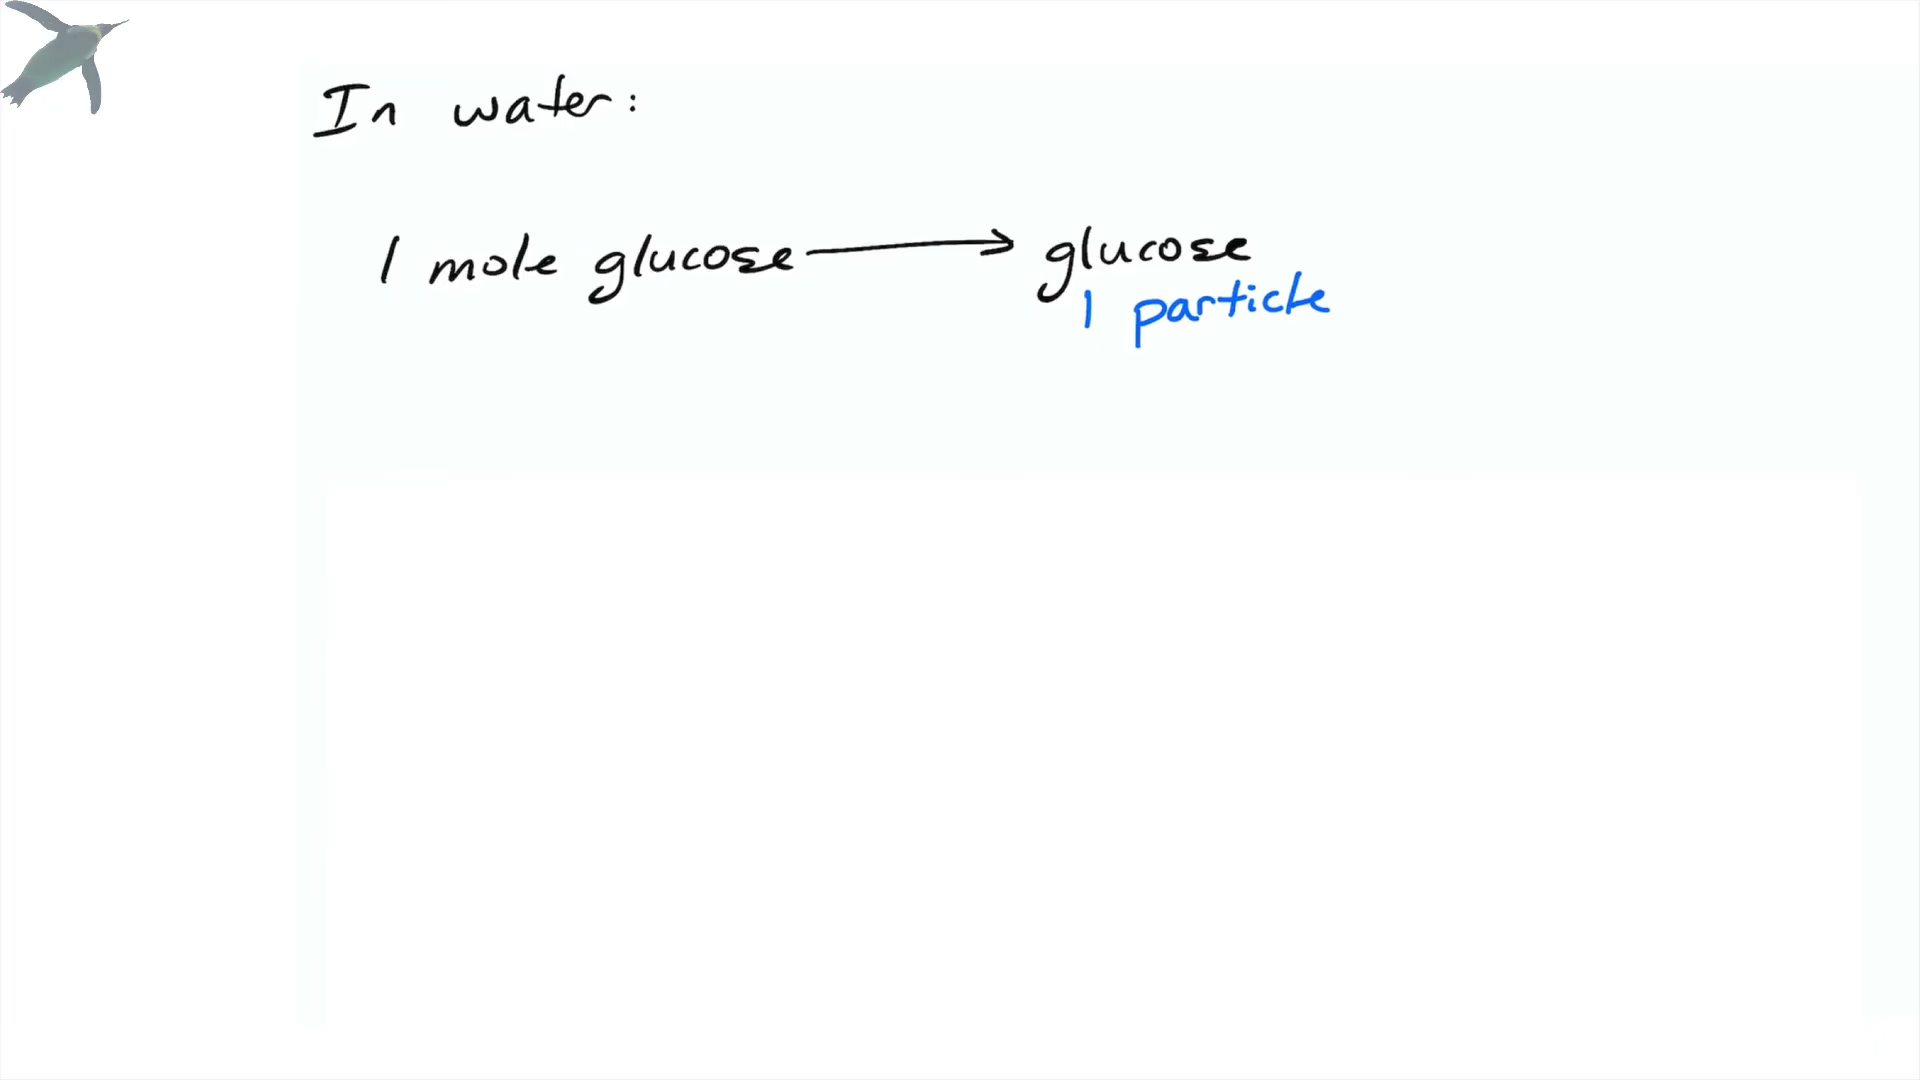 In water:
1 mole glucose → glucose
1 particle